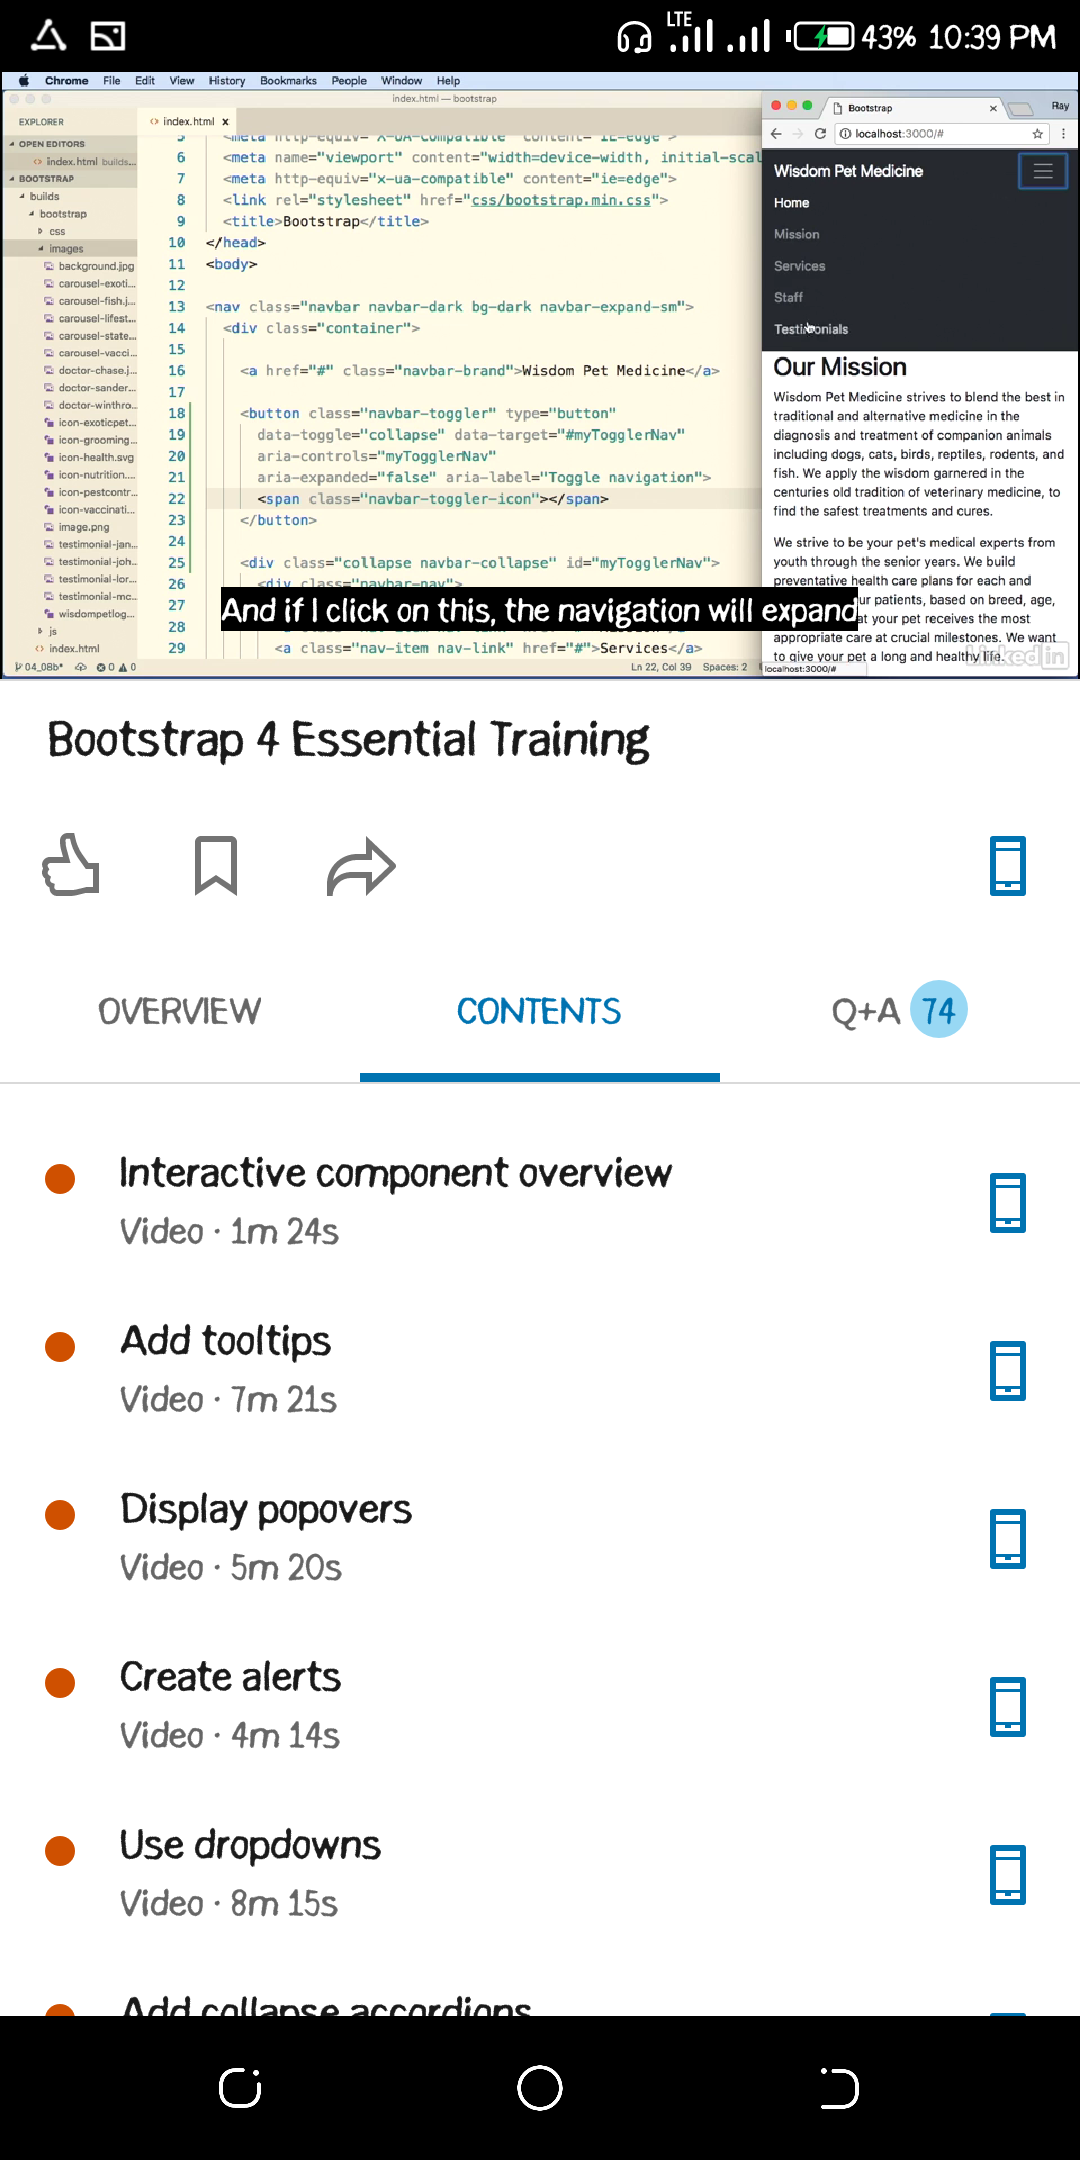 LTE 43% 10:39 PM
Chrome File Edit View History Bookmarks People Window Help
index.html — bootstrap
EXPLORER
OPEN EDITORS
index.html builds...
BOOTSTRAP
builds
bootstrap
css
images
background.jpg
carousel-exoti...
carousel-fish.j...
carousel-lifest...
carousel-state...
carousel-vacci...
doctor-chase.j...
doctor-sander...
doctor-winthro...
icon-exoticpet...
icon-grooming...
icon-health.svg
icon-nutrition....
icon-pestcontr...
icon-vaccinati...
image.png
testimonial-jan...
testimonial-joh...
testimonial-lor...
testimonial-mc...
wisdompetlog...
js
index.html
04_08b* 0 0
index.html x
5 <meta http-equiv="X-UA-Compatible" content="ie=edge">
6 <meta name="viewport" content="width=device-width, initial-scal
7 <meta http-equiv="x-ua-compatible" content="ie=edge">
8 <link rel="stylesheet" href="css/bootstrap.min.css">
9 <title>Bootstrap</title>
10 </head>
11 <body>
12
13 <nav class="navbar navbar-dark bg-dark navbar-expand-sm">
14 <div class="container">
15
16 <a href="#" class="navbar-brand">Wisdom Pet Medicine</a>
17
18 <button class="navbar-toggler" type="button"
19 data-toggle="collapse" data-target="#myTogglerNav"
20 aria-controls="myTogglerNav"
21 aria-expanded="false" aria-label="Toggle navigation">
22 <span class="navbar-toggler-icon"></span>
23 </button>
24
25 <div class="collapse navbar-collapse" id="myTogglerNav">
26 <div class="navbar-nav">
27
28
29 <a class="nav-item nav-link" href="#">Services</a>
Ln 22, Col 39 Spaces: 2
Bootstrap Ray
localhost:3000/#
Wisdom Pet Medicine
Home
Mission
Services
Staff
Testimonials
Our Mission
Wisdom Pet Medicine strives to blend the best in
traditional and alternative medicine in the
diagnosis and treatment of companion animals
including dogs, cats, birds, reptiles, rodents, and
fish. We apply the wisdom garnered in the
centuries old tradition of veterinary medicine, to
find the safest treatments and cures.
We strive to be your pet's medical experts from
youth through the senior years. We build
preventative health care plans for each and
ur patients, based on breed, age,
at your pet receives the most
appropriate care at crucial milestones. We want
to give your pet a long and healthy life.
localhost:3000/#
LinkedIn
And if I click on this, the navigation will expand
Bootstrap 4 Essential Training
OVERVIEW CONTENTS Q+A 74
Interactive component overview
Video · 1m 24s
Add tooltips
Video · 7m 21s
Display popovers
Video · 5m 20s
Create alerts
Video · 4m 14s
Use dropdowns
Video · 8m 15s
Add collapse accordions